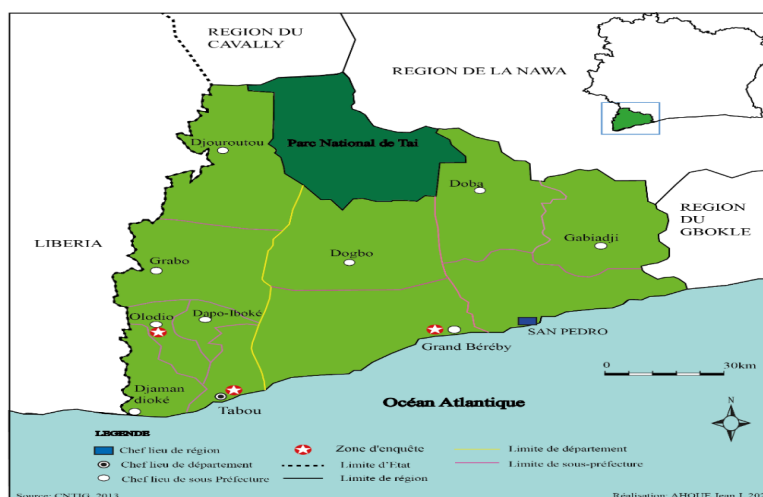 REGION DU
CAVALLY
REGION DE LA NAWA
Djouroutou
Parc National de Tai
Doba
REGION
DU
GBOKLE
LIBERIA
Gabiadji
Dogbo
Grabo
Olodio
Dapo-Iboké
SAN PEDRO
Grand Béréby
0
30km
Djaman
dioké
Tabou
Océan Atlantique
N
LEGENDE
Chef lieu de région
Zone d'enquête
Limite de département
Chef lieu de département
Limite d'Etat
Limite de sous-préfecture
Chef lieu de sous Préfecture
Limite de région
Source: CNTIG, 2013
Réalisation: AHOUE Jean J, 20